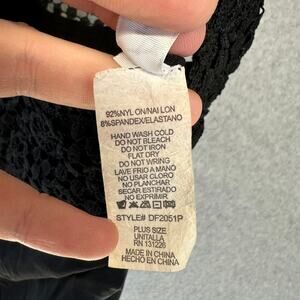 92%NYLON/NAILON
8%SPANDEX/ELASTANO
HAND WASH COLD
DO NOT BLEACH
DO NOT IRON
FLAT DRY
DO NOT WRING
LAVE FRIO A MANO
NO USAR CLORO
NO PLANCHAR
SECAR ESTIRADO
NO EXPRIMIR
STYLE# DF2051P
PLUS SIZE
UNITALLA
RN 131226
MADE IN CHINA
HECHO EN CHINA